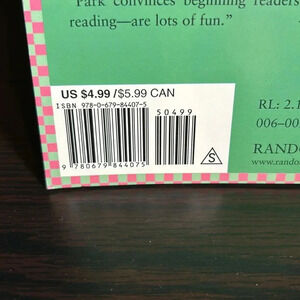 "Park convinces beginning readers
reading—are lots of fun."
US $4.99 / $5.99 CAN
ISBN 978-0-679-84407-5
50499
9 780679 844075
S
RL: 2.1
006-00
RANDO
www.rando